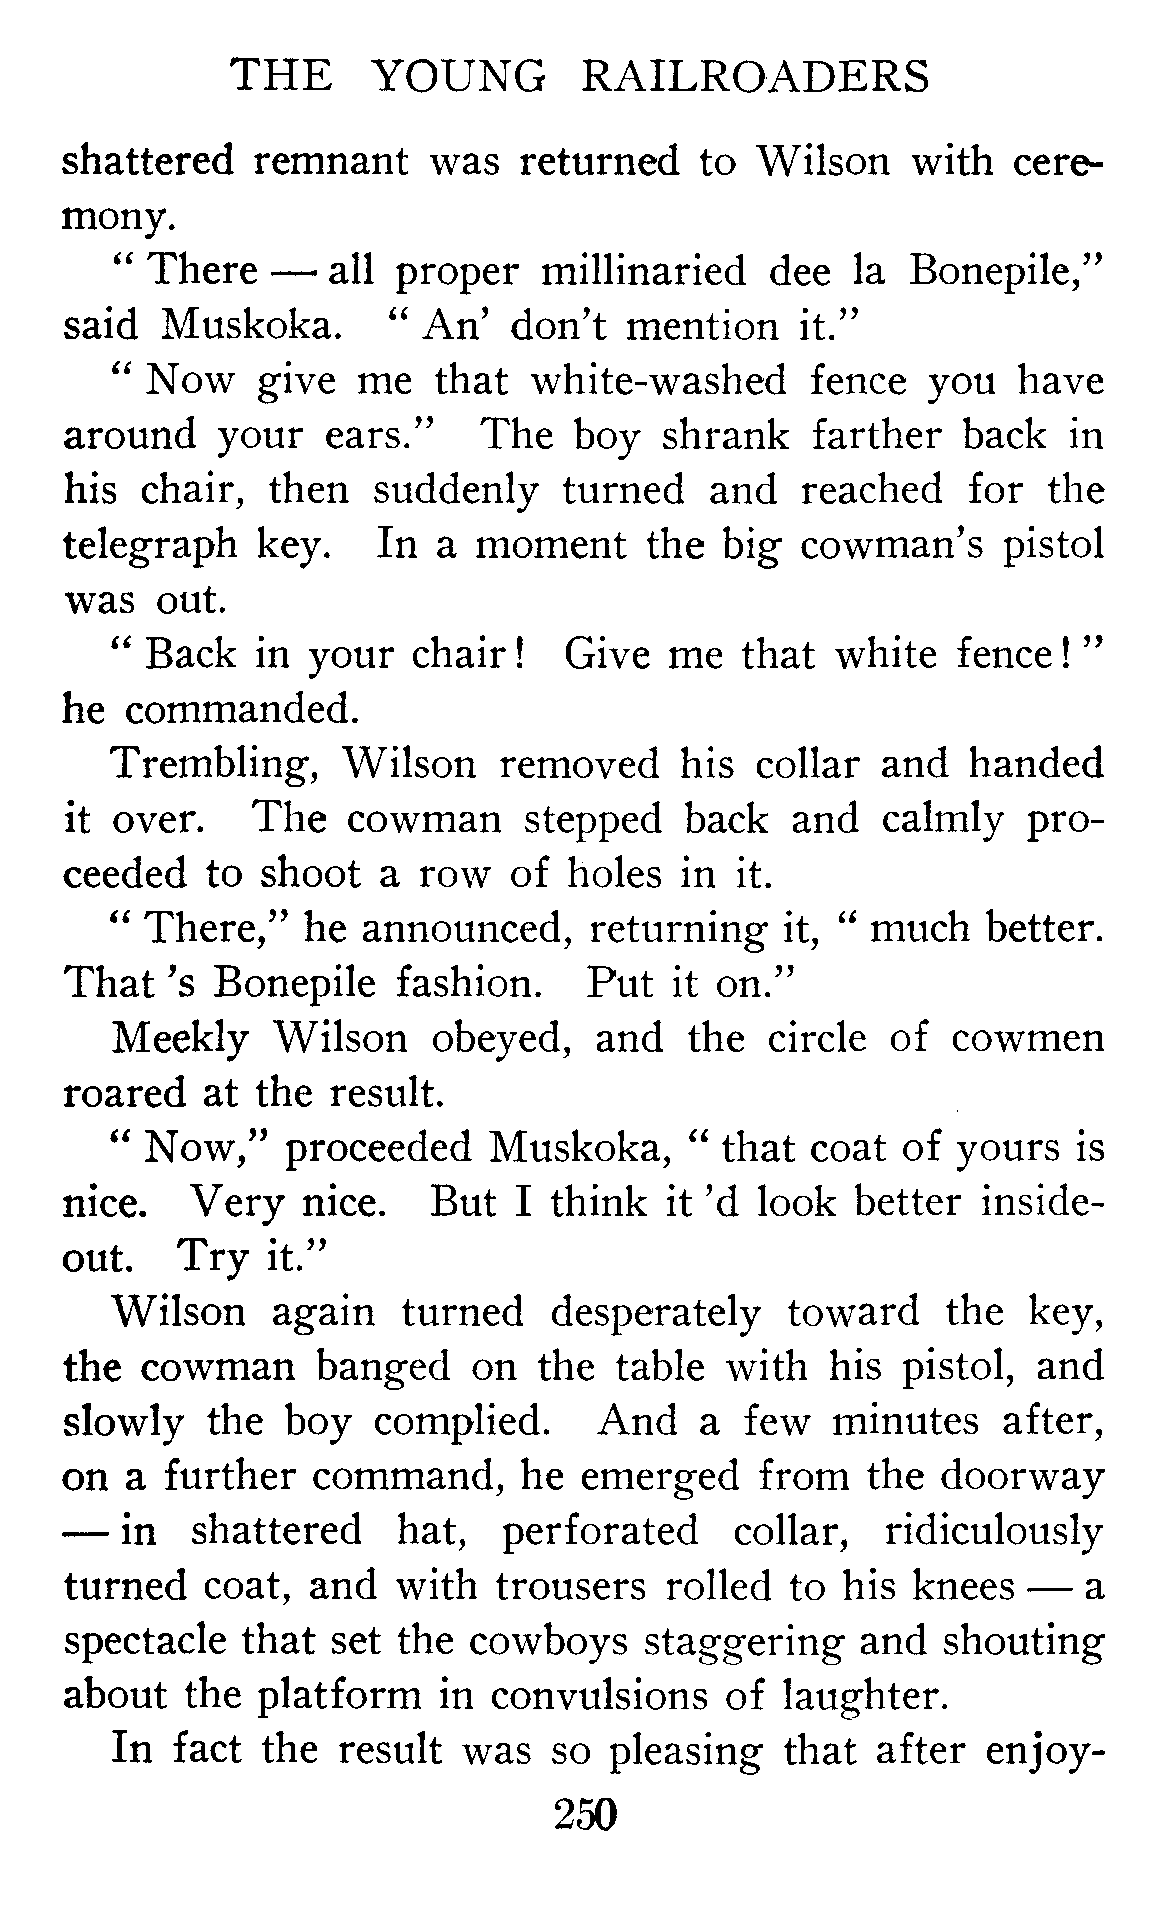 THE YOUNG RAILROADERS
shattered remnant was returned to Wilson with cere-
mony.
“ There — all proper millinaried dee la Bonepile,”
said Muskoka. “ An’ don’t mention it.”
“ Now give me that white-washed fence you have
around your ears.” The boy shrank farther back in
his chair, then suddenly turned and reached for the
telegraph key. In a moment the big cowman’s pistol
was out.
“ Back in your chair! Give me that white fence! ”
he commanded.
Trembling, Wilson removed his collar and handed
it over. The cowman stepped back and calmly pro-
ceeded to shoot a row of holes in it.
“ There,” he announced, returning it, “ much better.
That ’s Bonepile fashion. Put it on.”
Meekly Wilson obeyed, and the circle of cowmen
roared at the result.
“ Now,” proceeded Muskoka, “ that coat of yours is
nice. Very nice. But I think it ’d look better inside-
out. Try it.”
Wilson again turned desperately toward the key,
the cowman banged on the table with his pistol, and
slowly the boy complied. And a few minutes after,
on a further command, he emerged from the doorway
— in shattered hat, perforated collar, ridiculously
turned coat, and with trousers rolled to his knees — a
spectacle that set the cowboys staggering and shouting
about the platform in convulsions of laughter.
In fact the result was so pleasing that after enjoy-
250